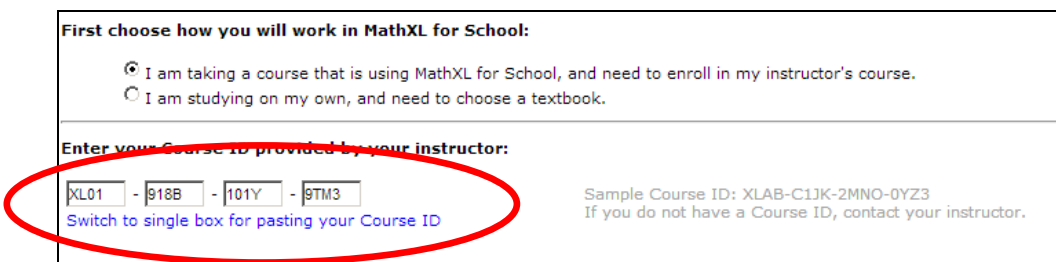 First choose how you will work in MathXL for School:
I am taking a course that is using MathXL for School, and need to enroll in my instructor's course.
I am studying on my own, and need to choose a textbook.
Enter your Course ID provided by your instructor:
XL01 - 918B - 101Y - 9TM3
Sample Course ID: XLAB-C1JK-2MNO-0YZ3
Switch to single box for pasting your Course ID
If you do not have a Course ID, contact your instructor.